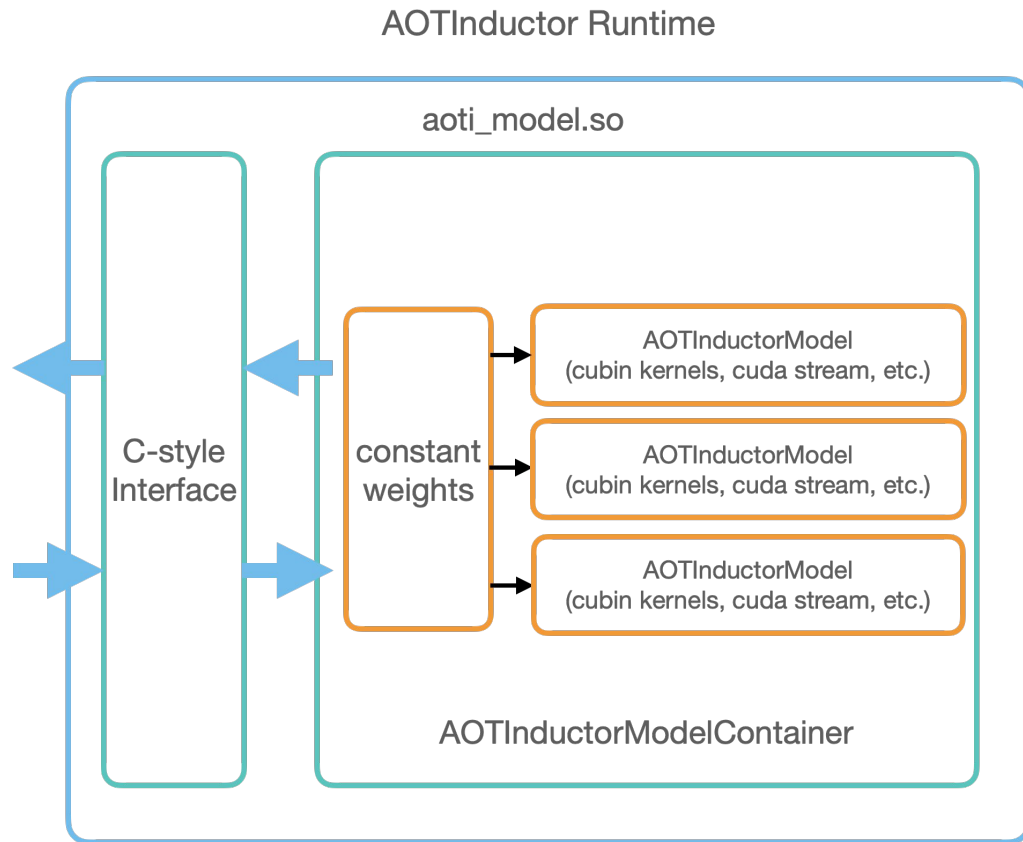 AOTInductor Runtime
aoti_model.so
C-style
Interface
constant
weights
AOTInductorModel
(cubin kernels, cuda stream, etc.)
AOTInductorModel
(cubin kernels, cuda stream, etc.)
AOTInductorModel
(cubin kernels, cuda stream, etc.)
AOTInductorModelContainer